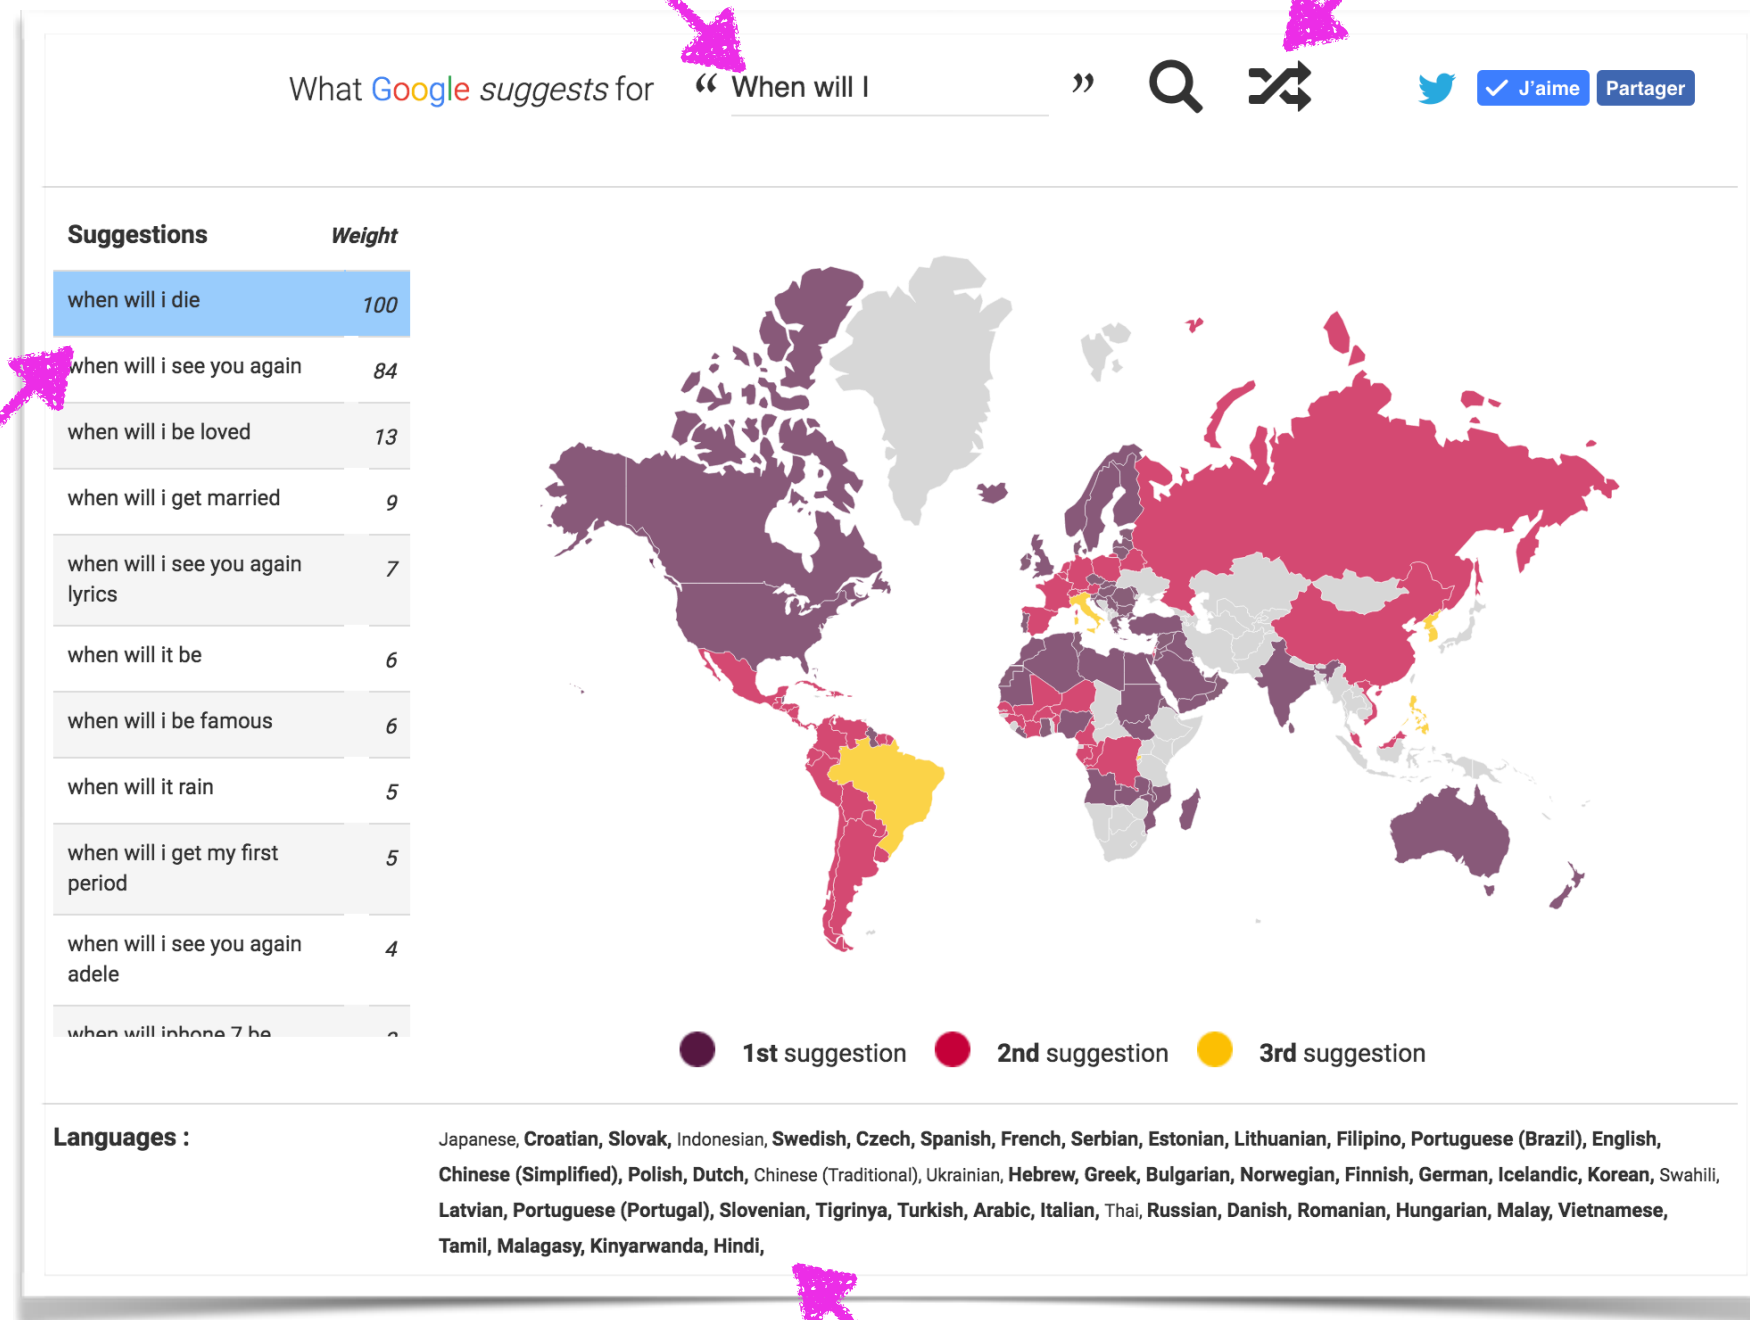 What Google suggests for “ When will I ”
J'aime
Partager
Suggestions Weight
when will i die 100
when will i see you again 84
when will i be loved 13
when will i get married 9
when will i see you again 7
lyrics
when will it be 6
when will i be famous 6
when will it rain 5
when will i get my first 5
period
when will i see you again 4
adele
when will iphone 7 be
1st suggestion 2nd suggestion 3rd suggestion
Languages :
Japanese, Croatian, Slovak, Indonesian, Swedish, Czech, Spanish, French, Serbian, Estonian, Lithuanian, Filipino, Portuguese (Brazil), English,
Chinese (Simplified), Polish, Dutch, Chinese (Traditional), Ukrainian, Hebrew, Greek, Bulgarian, Norwegian, Finnish, German, Icelandic, Korean, Swahili,
Latvian, Portuguese (Portugal), Slovenian, Tigrinya, Turkish, Arabic, Italian, Thai, Russian, Danish, Romanian, Hungarian, Malay, Vietnamese,
Tamil, Malagasy, Kinyarwanda, Hindi,